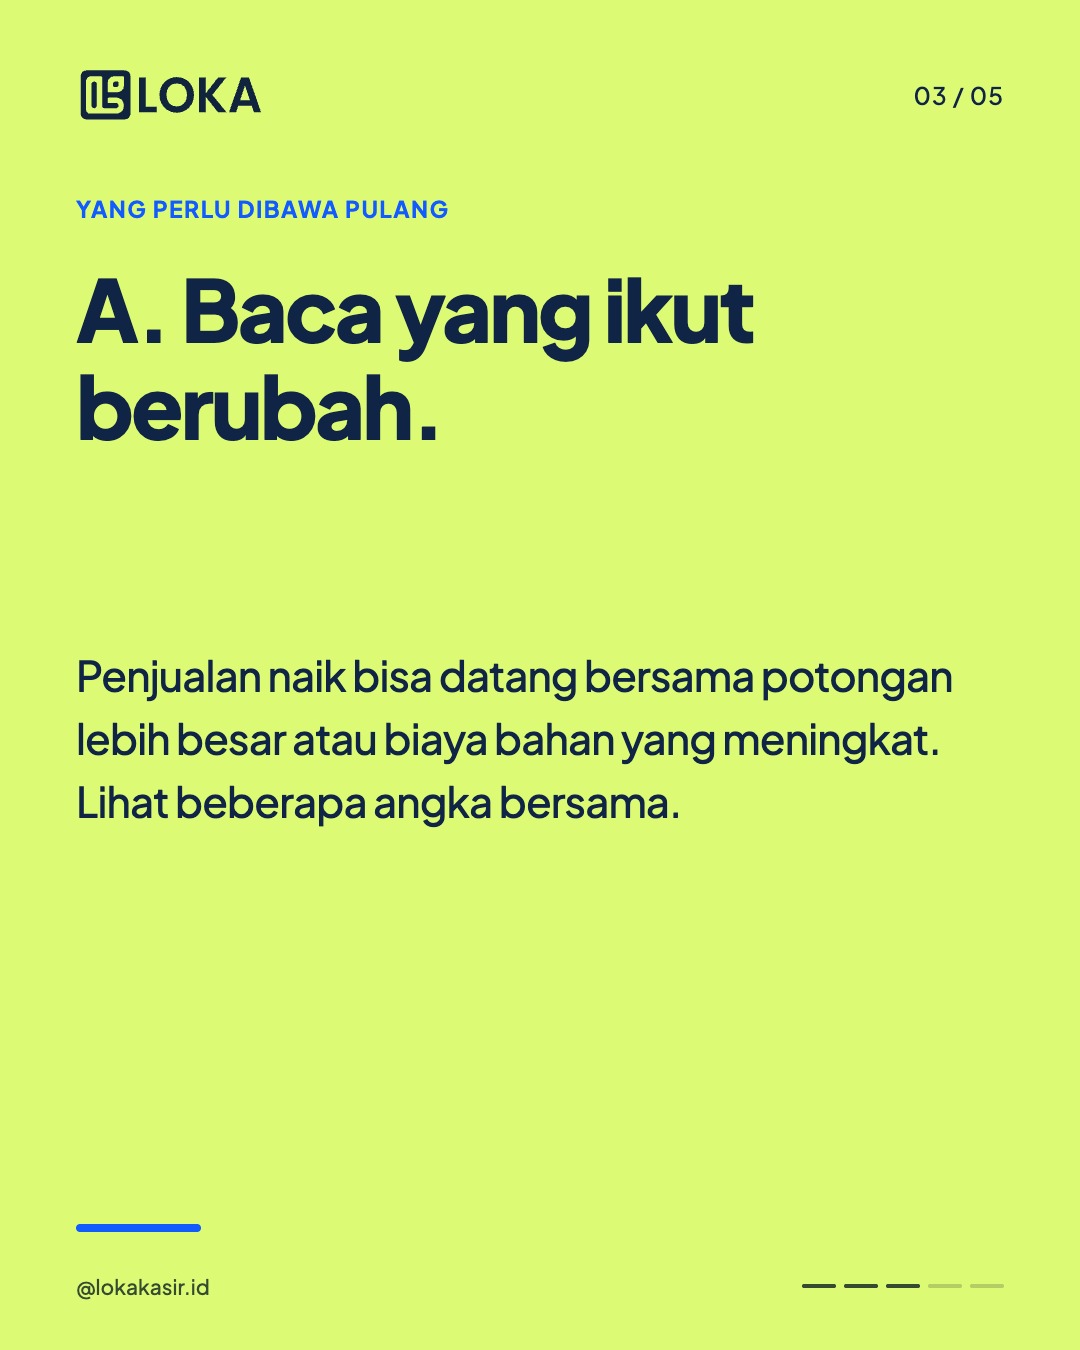 LOKA
03 / 05
YANG PERLU DIBAWA PULANG
A. Baca yang ikut
berubah.
Penjualan naik bisa datang bersama potongan
lebih besar atau biaya bahan yang meningkat.
Lihat beberapa angka bersama.
@lokakasir.id